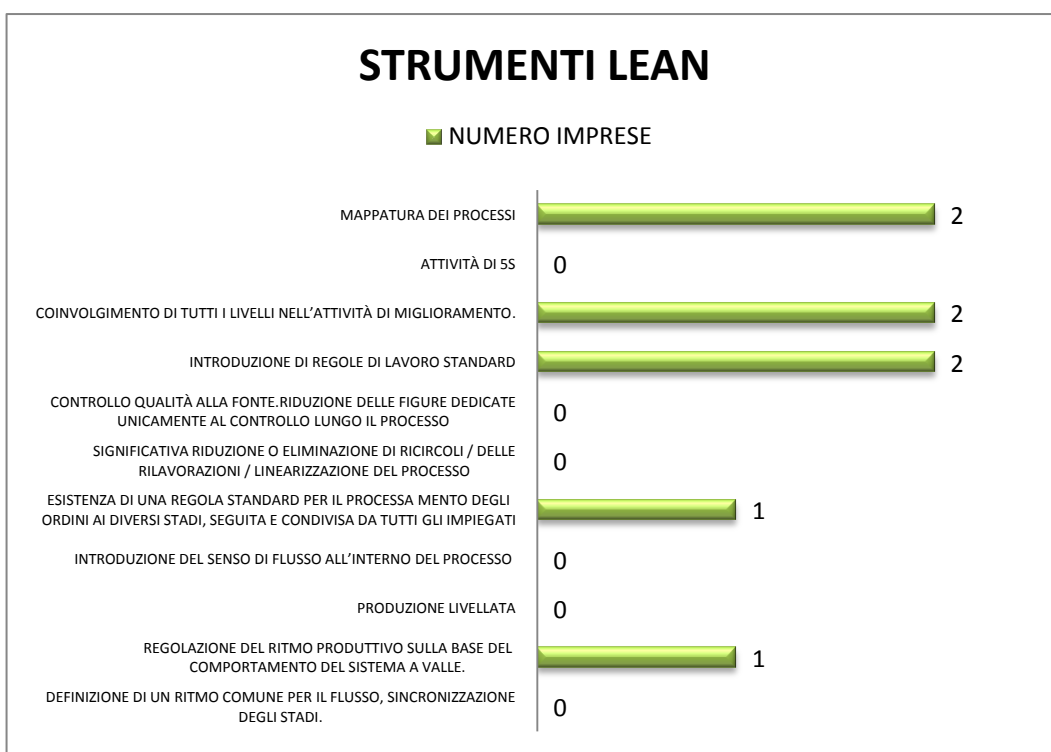 STRUMENTI LEAN
NUMERO IMPRESE
MAPPATURA DEI PROCESSI
2
ATTIVITÀ DI 5S
0
COINVOLGIMENTO DI TUTTI I LIVELLI NELL’ATTIVITÀ DI MIGLIORAMENTO.
2
INTRODUZIONE DI REGOLE DI LAVORO STANDARD
2
CONTROLLO QUALITÀ ALLA FONTE.RIDUZIONE DELLE FIGURE DEDICATE
UNICAMENTE AL CONTROLLO LUNGO IL PROCESSO
0
SIGNIFICATIVA RIDUZIONE O ELIMINAZIONE DI RICIRCOLI / DELLE
RILAVORAZIONI / LINEARIZZAZIONE DEL PROCESSO
0
ESISTENZA DI UNA REGOLA STANDARD PER IL PROCESSA MENTO DEGLI
ORDINI AI DIVERSI STADI, SEGUITA E CONDIVISA DA TUTTI GLI IMPIEGATI
1
INTRODUZIONE DEL SENSO DI FLUSSO ALL’INTERNO DEL PROCESSO
0
PRODUZIONE LIVELLATA
0
REGOLAZIONE DEL RITMO PRODUTTIVO SULLA BASE DEL
COMPORTAMENTO DEL SISTEMA A VALLE.
1
DEFINIZIONE DI UN RITMO COMUNE PER IL FLUSSO, SINCRONIZZAZIONE
DEGLI STADI.
0